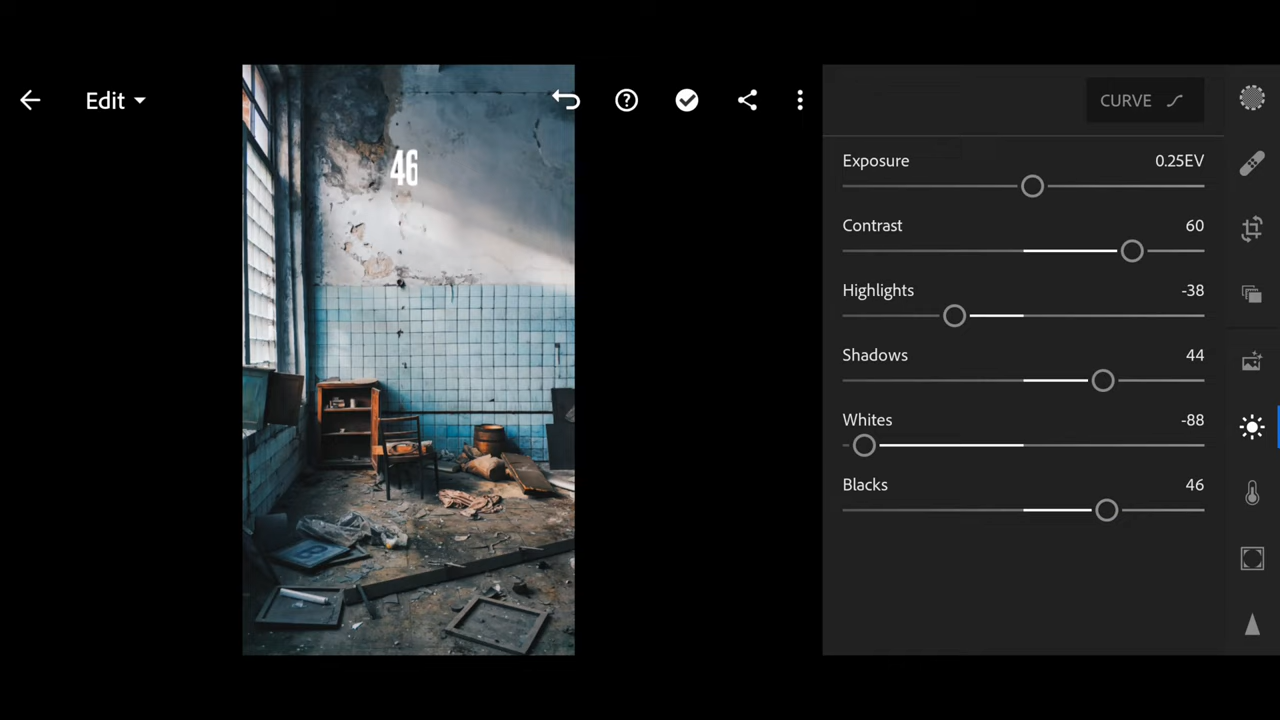 Edit
CURVE
46
Exposure 0.25EV
Contrast 60
Highlights -38
Shadows 44
Whites -88
Blacks 46